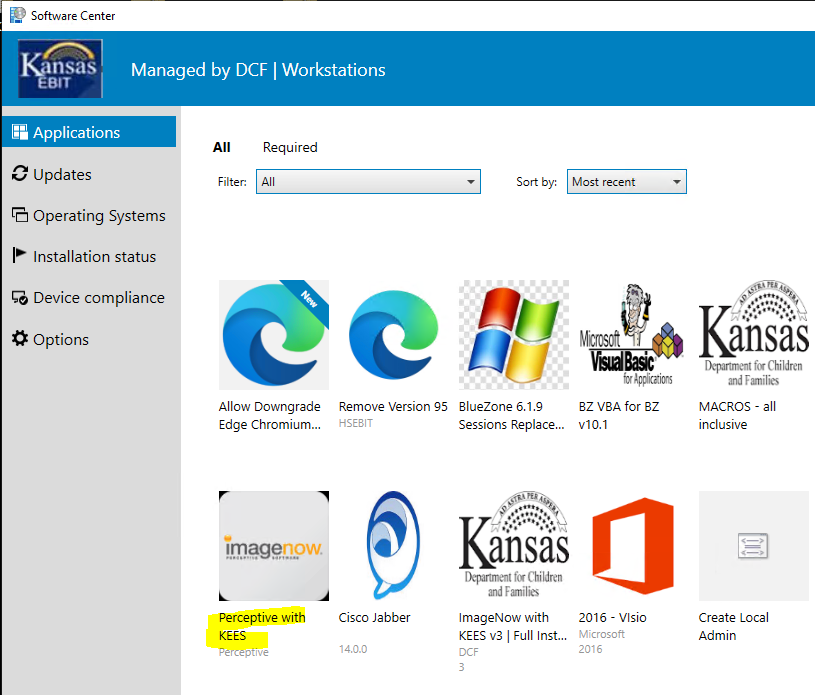 Software Center
Kansas
EBIT
Managed by DCF | Workstations
Applications
Updates
Operating Systems
Installation status
Device compliance
Options
All
Required
Filter:
All
Sort by:
Most recent
New
Allow Downgrade
Edge Chromium...
Remove Version 95
HSEBIT
BlueZone 6.1.9
Sessions Replace...
Microsoft
Visual Basic
for Applications
BZ VBA for BZ
v10.1
AD ASTRA PER ASPERA
Kansas
Department for Children
and Families
MACROS - all
inclusive
imagenow.
PERCEPTIVE SOFTWARE
Perceptive with
KEES
Perceptive
Cisco Jabber
14.0.0
AD ASTRA PER ASPERA
Kansas
Department for Children
and Families
ImageNow with
KEES v3 | Full Inst...
DCF
3
2016 - VIsio
Microsoft
2016
Create Local
Admin